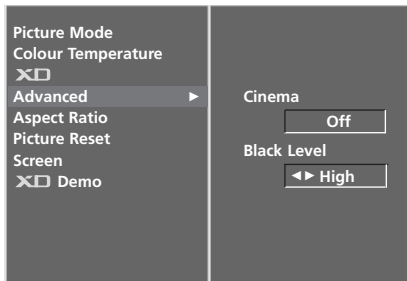 Picture Mode
Colour Temperature
XD
Advanced ►
Aspect Ratio
Picture Reset
Screen
XD Demo
Cinema
Off
Black Level
◄► High